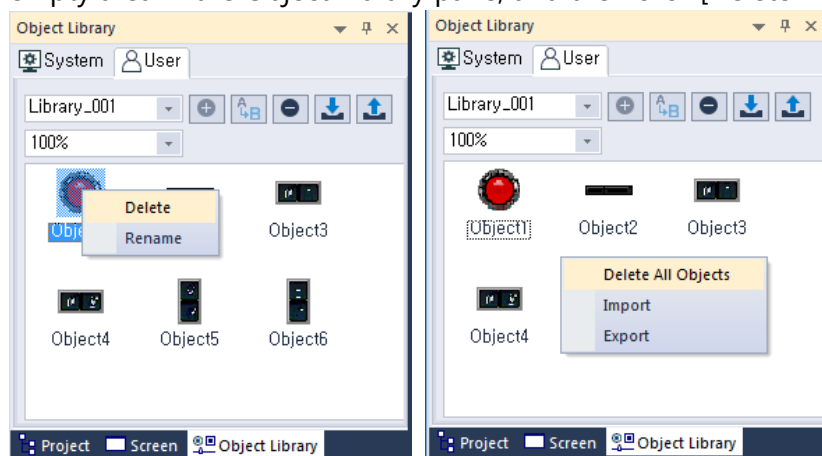 Object Library
System User
Library_001
100%
Delete
Rename
Obje
Object3
Object4 Object5 Object6
Project Screen Object Library
Object Library
System User
Library_001
100%
Object1 Object2 Object3
Delete All Objects
Import
Export
Object4
Project Screen Object Library